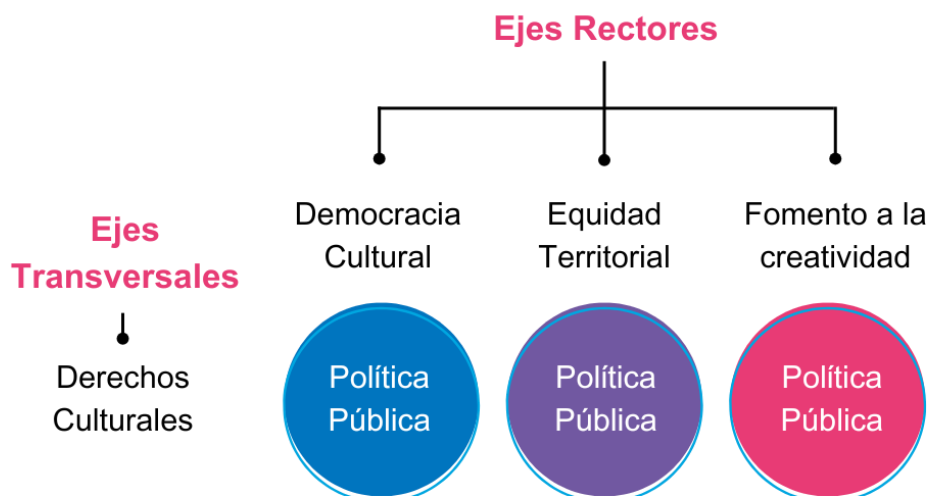 Ejes Rectores
Democracia
Cultural
Equidad
Territorial
Fomento a la
creatividad
Ejes
Transversales
Derechos
Culturales
Política
Pública
Política
Pública
Política
Pública